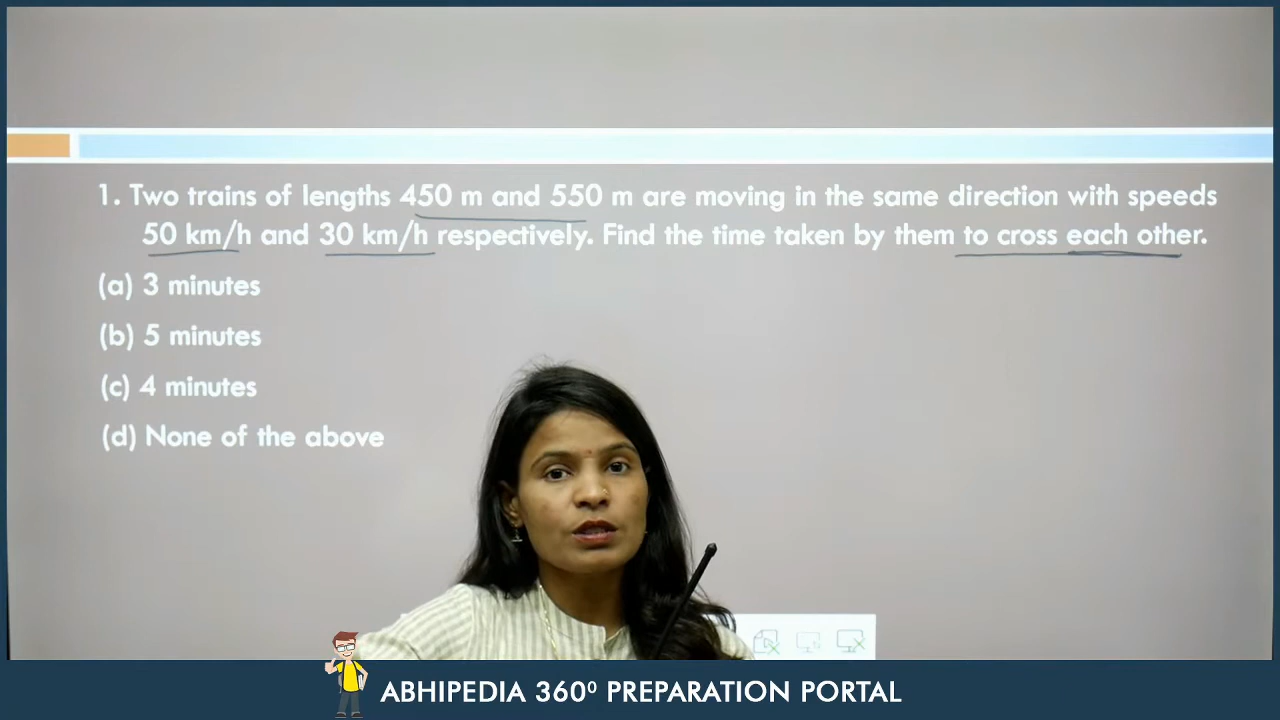 1. Two trains of lengths 450 m and 550 m are moving in the same direction with speeds
50 km/h and 30 km/h respectively. Find the time taken by them to cross each other.
(a) 3 minutes
(b) 5 minutes
(c) 4 minutes
(d) None of the above
ABHIPEDIA 360⁰ PREPARATION PORTAL